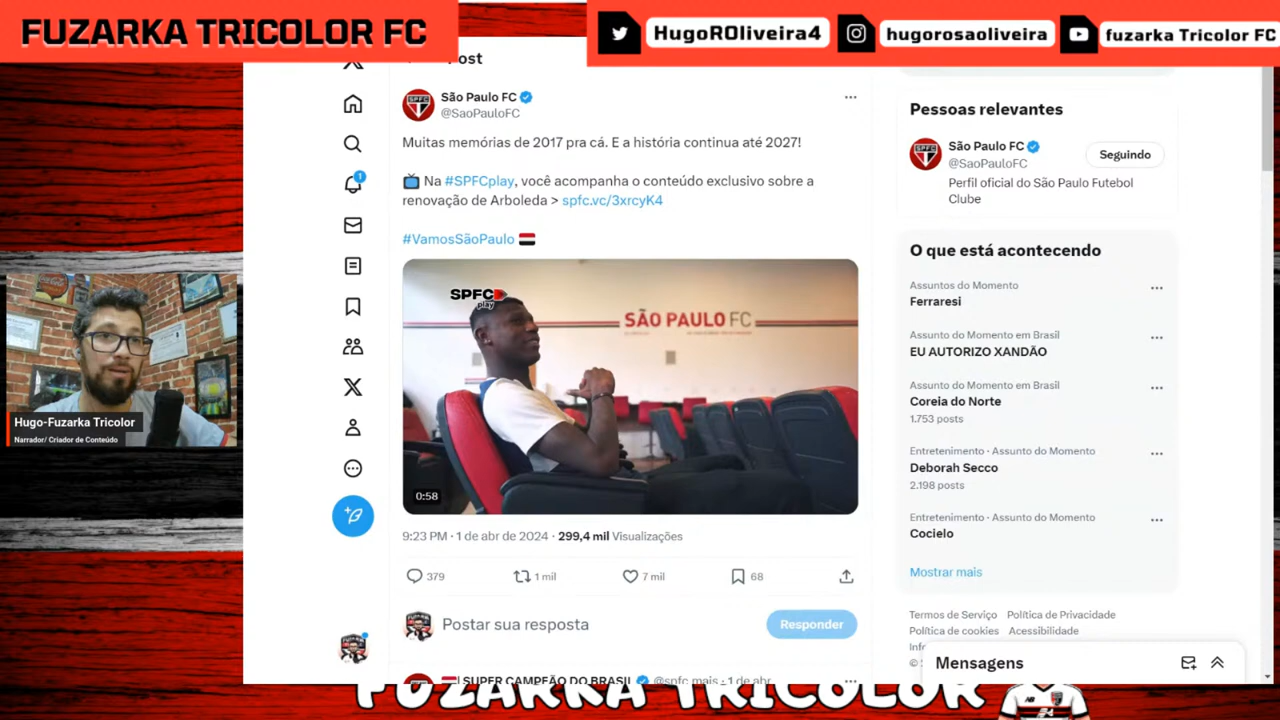 FUZARKA TRICOLOR FC
HugoROliveira4
hugorosaoliveira
fuzarka Tricolor FC
Post
São Paulo FC
@SaoPauloFC
Muitas memórias de 2017 pra cá. E a história continua até 2027!
Na #SPFCplay, você acompanha o conteúdo exclusivo sobre a
renovação de Arboleda > spfc.vc/3xrcyK4
#VamosSãoPaulo
SPFC
play
SÃO PAULO FC
0:58
9:23 PM · 1 de abr de 2024 · 299,4 mil Visualizações
379
1 mil
7 mil
68
Postar sua resposta
Responder
SUPER CAMPEÃO DO BRASIL @spfc mais · 1 de abr
1
Pessoas relevantes
São Paulo FC
@SaoPauloFC
Seguindo
Perfil oficial do São Paulo Futebol
Clube
O que está acontecendo
Assuntos do Momento
Ferraresi
Assunto do Momento em Brasil
EU AUTORIZO XANDÃO
Assunto do Momento em Brasil
Coreia do Norte
1.753 posts
Entretenimento · Assunto do Momento
Deborah Secco
2.198 posts
Entretenimento · Assunto do Momento
Cocielo
Mostrar mais
Termos de Serviço Política de Privacidade
Política de cookies Acessibilidade
Mensagens
Hugo-Fuzarka Tricolor
Narrador/ Criador de Conteúdo
FUZARKA TRICOLOR